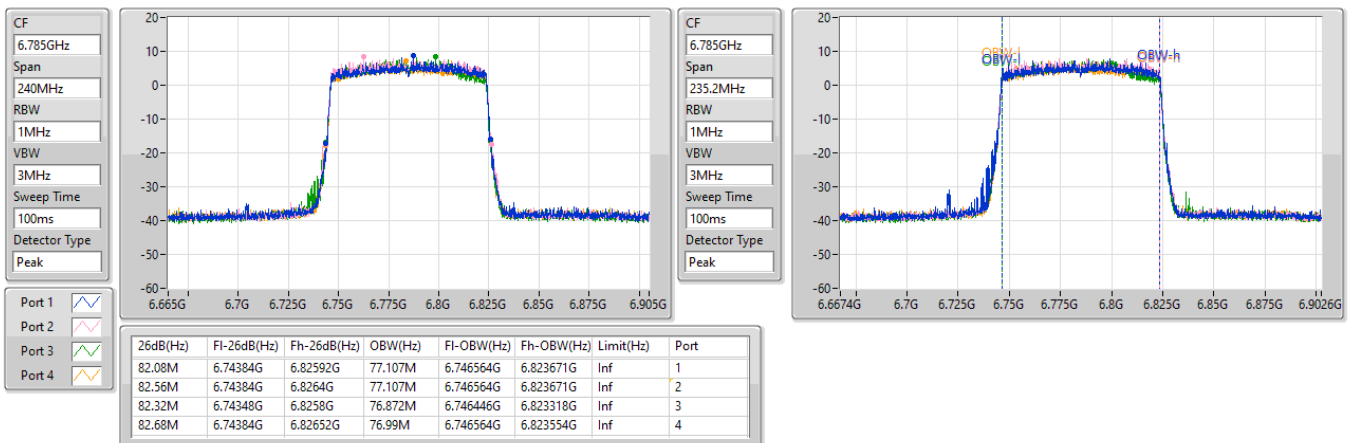 CF
6.785GHz
Span
240MHz
RBW
1MHz
VBW
3MHz
Sweep Time
100ms
Detector Type
Peak
20
10
0
-10
-20
-30
-40
-50
-60
6.665G 6.7G 6.725G 6.75G 6.775G 6.8G 6.825G 6.85G 6.875G 6.905G
CF
6.785GHz
Span
235.2MHz
RBW
1MHz
VBW
3MHz
Sweep Time
100ms
Detector Type
Peak
20
10
0
-10
-20
-30
-40
-50
-60
OBW-l OBW-h
6.66474G 6.7G 6.725G 6.75G 6.775G 6.8G 6.825G 6.85G 6.875G 6.9026G
Port 1
Port 2
Port 3
Port 4
26dB(Hz) Fl-26dB(Hz) Fh-26dB(Hz) OBW(Hz) Fl-OBW(Hz) Fh-OBW(Hz) Limit(Hz) Port
82.08M 6.74384G 6.82592G 77.107M 6.746564G 6.823671G Inf 1
82.56M 6.74384G 6.8264G 77.107M 6.746564G 6.823671G Inf 2
82.32M 6.74348G 6.8258G 76.872M 6.746446G 6.823318G Inf 3
82.68M 6.74384G 6.82652G 76.99M 6.746564G 6.823554G Inf 4